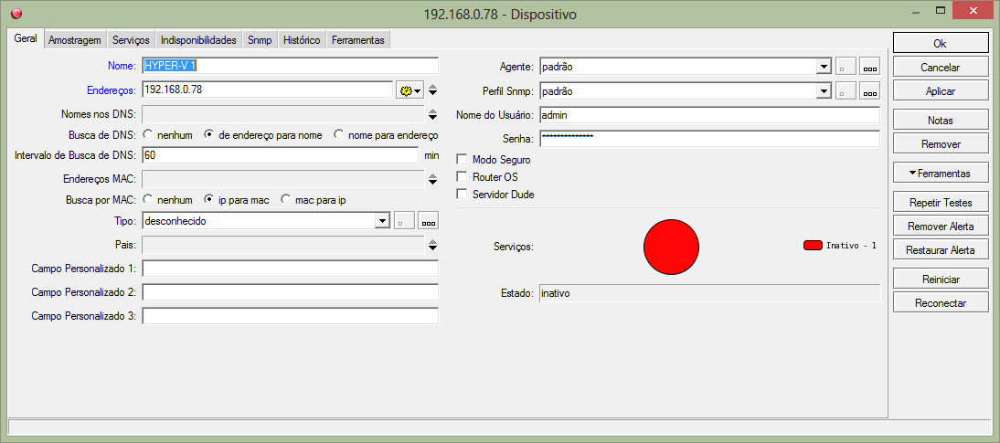 192.168.0.78 - Dispositivo
Geral Amostragem Serviços Indisponibilidades Snmp Histórico Ferramentas
Nome: HYPER-V 1
Endereços: 192.168.0.78
Nomes nos DNS:
Busca de DNS: nenhum de endereço para nome nome para endereço
Intervalo de Busca de DNS: 60 min
Endereços MAC:
Busca por MAC: nenhum ip para mac mac para ip
Tipo: desconhecido
Pais:
Campo Personalizado 1:
Campo Personalizado 2:
Campo Personalizado 3:
Agente: padrão
Perfil Snmp: padrão
Nome do Usuário: admin
Senha: **************
Modo Seguro
Router OS
Servidor Dude
Serviços: Inativo - 1
Estado: inativo
Ok
Cancelar
Aplicar
Notas
Remover
Ferramentas
Repetir Testes
Remover Alerta
Restaurar Alerta
Reiniciar
Reconectar